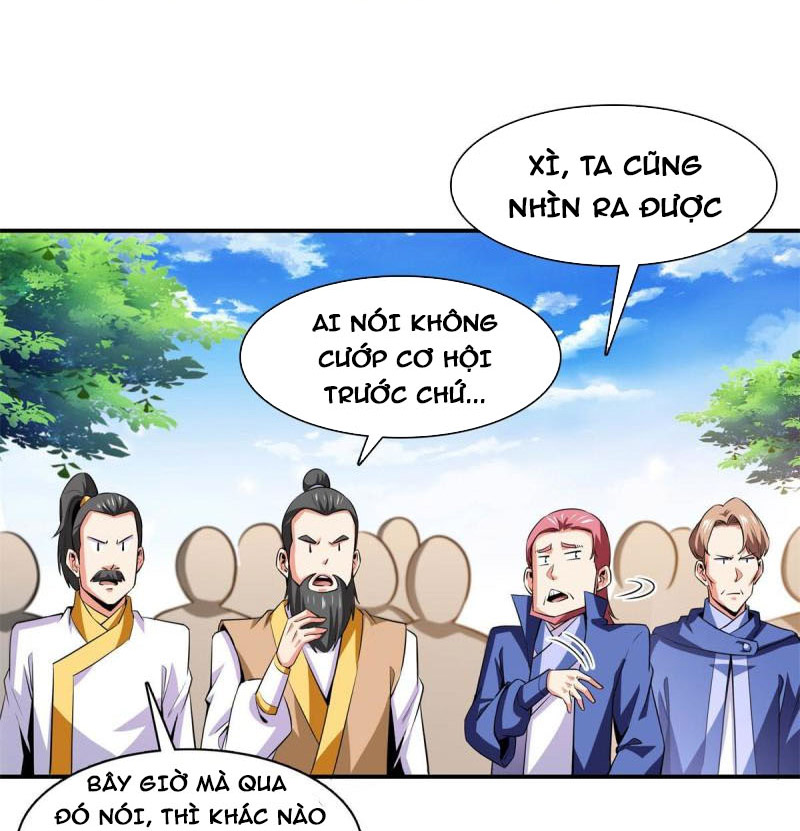 XÌ, TA CŨNG
NHÌN RA ĐƯỢC
AI NÓI KHÔNG
CƯỚP CƠ HỘI
TRƯỚC CHỨ...
BÂY GIỜ MÀ QUA
ĐÓ NÓI, THÌ KHÁC NÀO